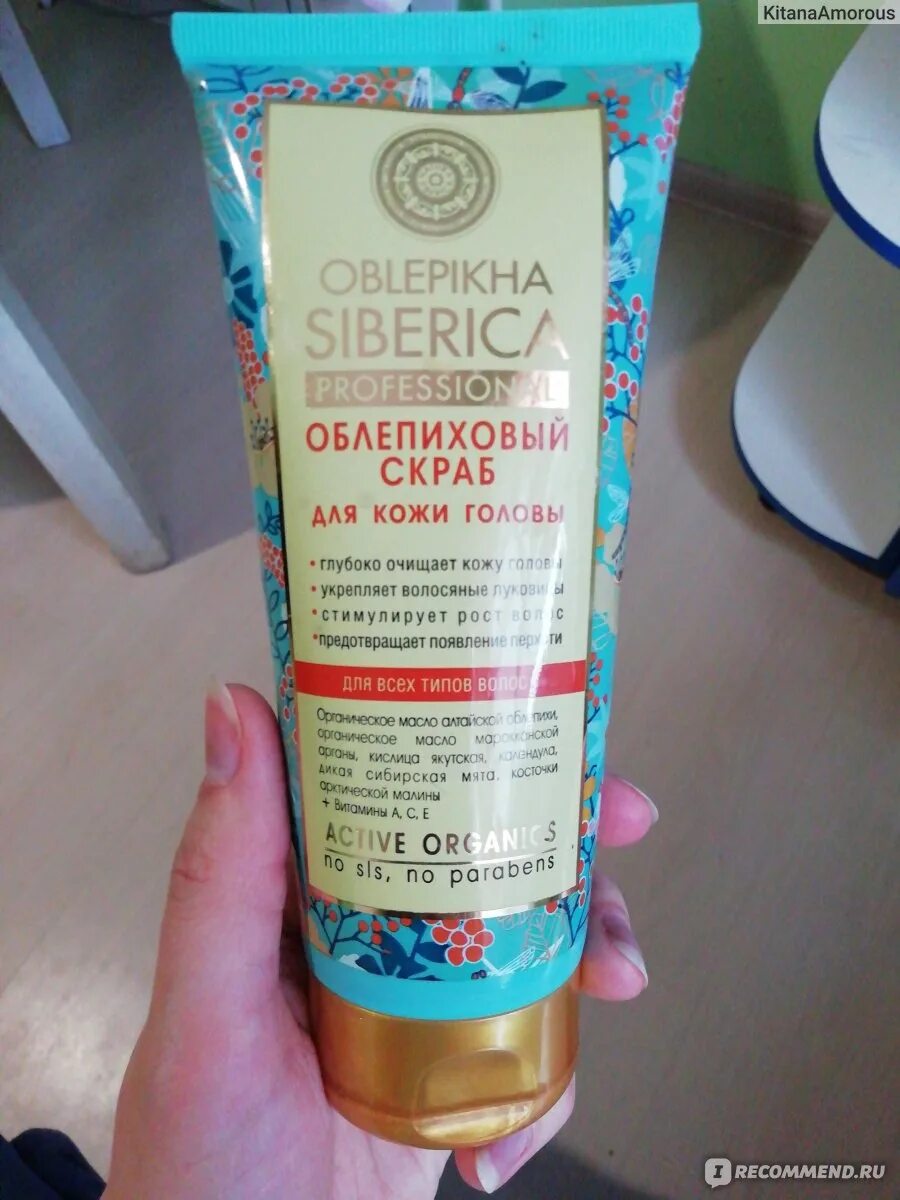 KitanaAmorous
OBLEPIKHA
SIBERICA
PROFESSIONAL
ОБЛЕПИХОВЫЙ
СКРАБ
ДЛЯ КОЖИ ГОЛОВЫ
• глубоко очищает кожу головы
• укрепляет волосяные луковицы
• стимулирует рост волос
• предотвращает появление перхоти
ДЛЯ ВСЕХ ТИПОВ ВОЛОС
Органическое масло алтайской облепихи,
органическое масло марокканской
арганы, кислица якутская, календула,
дикая сибирская мята, косточки
арктической малины
+ Витамины А, С, Е
ACTIVE ORGANICS
no sls, no parabens
IRECOMMEND.RU